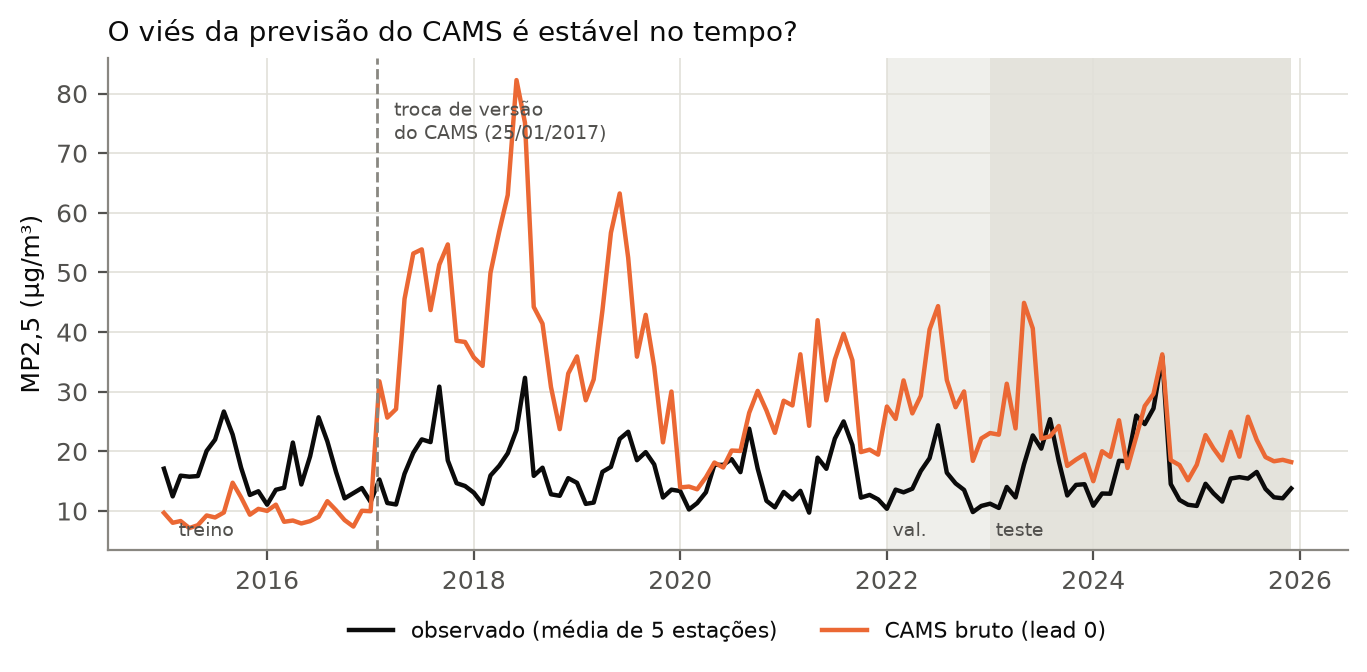 O viés da previsão do CAMS é estável no tempo?
MP2,5 (µg/m³)
80
70
60
50
40
30
20
10
troca de versão
do CAMS (25/01/2017)
treino
val.
teste
2016
2018
2020
2022
2024
2026
observado (média de 5 estações)
CAMS bruto (lead 0)